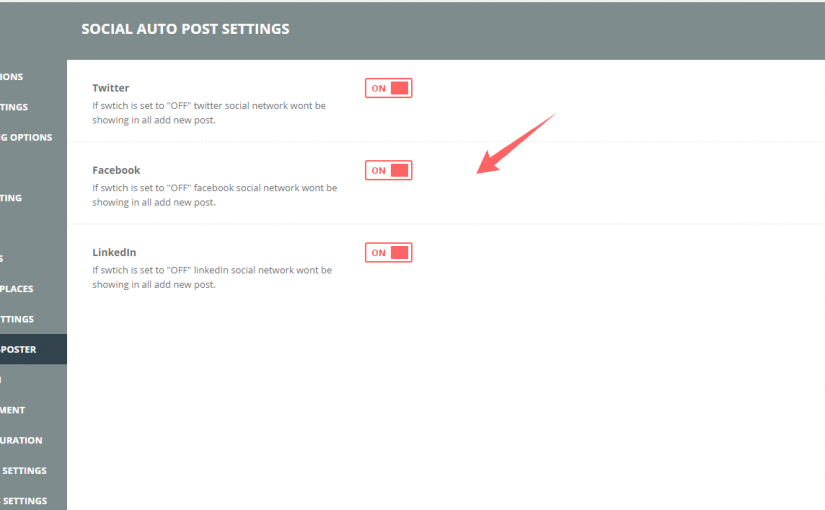 SOCIAL AUTO POST SETTINGS
IONS
TINGS
G OPTIONS
TING
S
PLACES
TTINGS
-POSTER
MENT
URATION
SETTINGS
SETTINGS
Twitter
ON
If swtich is set to "OFF" twitter social network wont be
showing in all add new post.
Facebook
ON
If swtich is set to "OFF" facebook social network wont be
showing in all add new post.
LinkedIn
ON
If swtich is set to "OFF" linkedIn social network wont be
showing in all add new post.